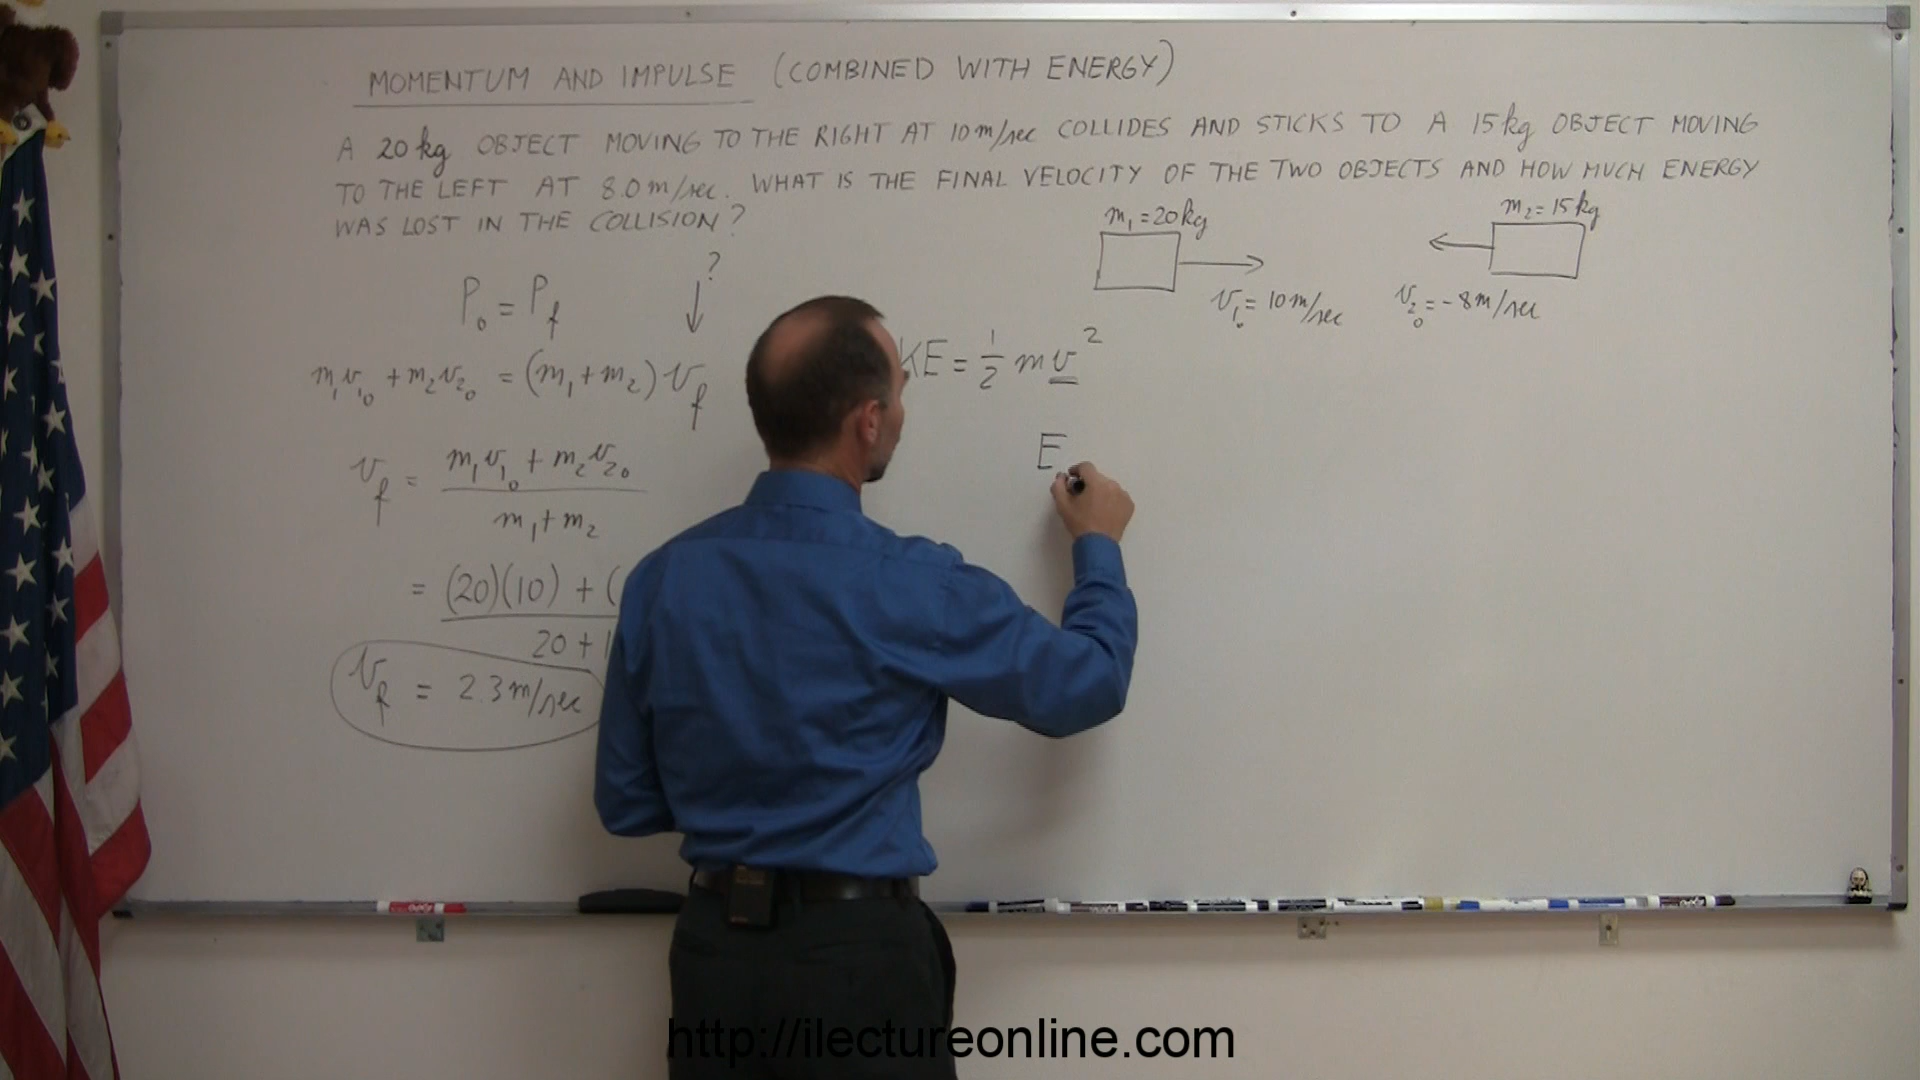 MOMENTUM AND IMPULSE (COMBINED WITH ENERGY)
A 20 kg OBJECT MOVING TO THE RIGHT AT 10 m/sec COLLIDES AND STICKS TO A 15 kg OBJECT MOVING
TO THE LEFT AT 8.0 m/sec. WHAT IS THE FINAL VELOCITY OF THE TWO OBJECTS AND HOW MUCH ENERGY
WAS LOST IN THE COLLISION?
m₁ = 20 kg
m₂ = 15 kg
v₁₀ = 10 m/sec
v₂₀ = - 8 m/sec
?
P₀ = P_f
m₁v₁₀ + m₂v₂₀ = (m₁ + m₂) v_f
v_f = (m₁v₁₀ + m₂v₂₀) / (m₁ + m₂)
= (20)(10) + (
20 + 1
v_f = 2.3 m/sec
KE = 1/2 mv²
E
http://ilectureonline.com